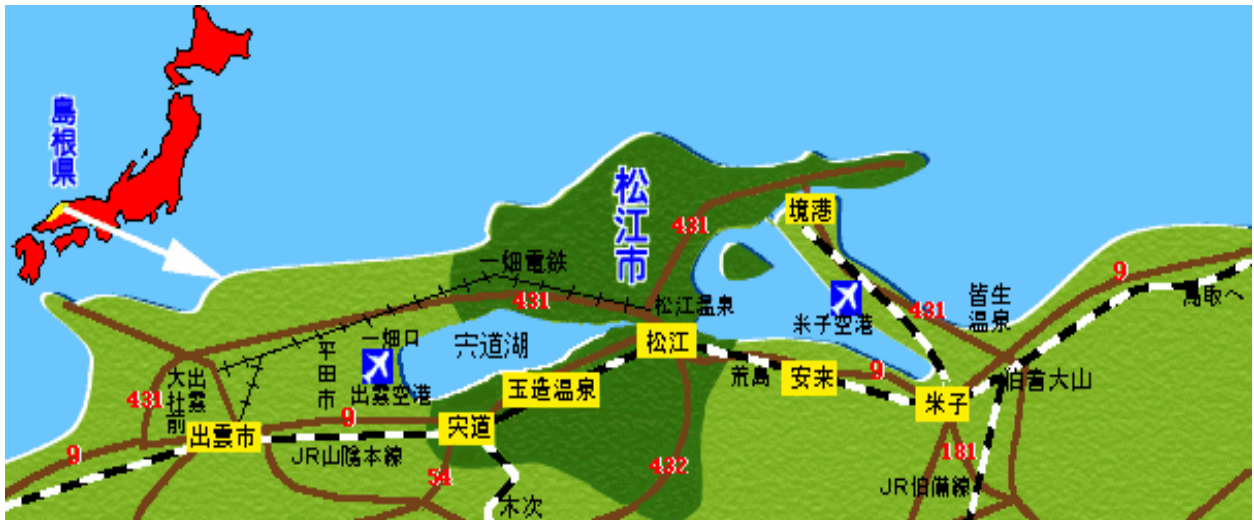 島根県
松江市
境港
431
9
一畑電鉄
431
松江温泉
米子空港
431
皆生
温泉
鳥取へ
一畑口
宍道湖
松江
平田市
出雲空港
玉造温泉
荒島
安来
9
米子
伯耆大山
出雲
大社前
431
9
出雲市
9
宍道
JR山陰本線
54
432
181
JR伯備線
木次